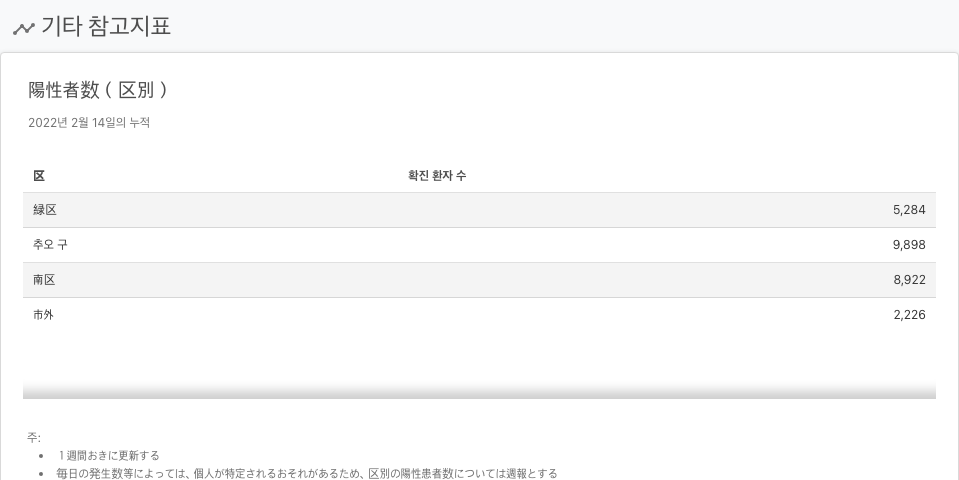 기타 참고지표
陽性者数 ( 区別 )
2022년 2월 14일의 누적
区 확진 환자 수
緑区 5,284
추오 구 9,898
南区 8,922
市外 2,226
주:
• 1 週間おきに更新する
• 毎日の発生数等によっては、個人が特定されるおそれがあるため、区別の陽性患者数については週報とする